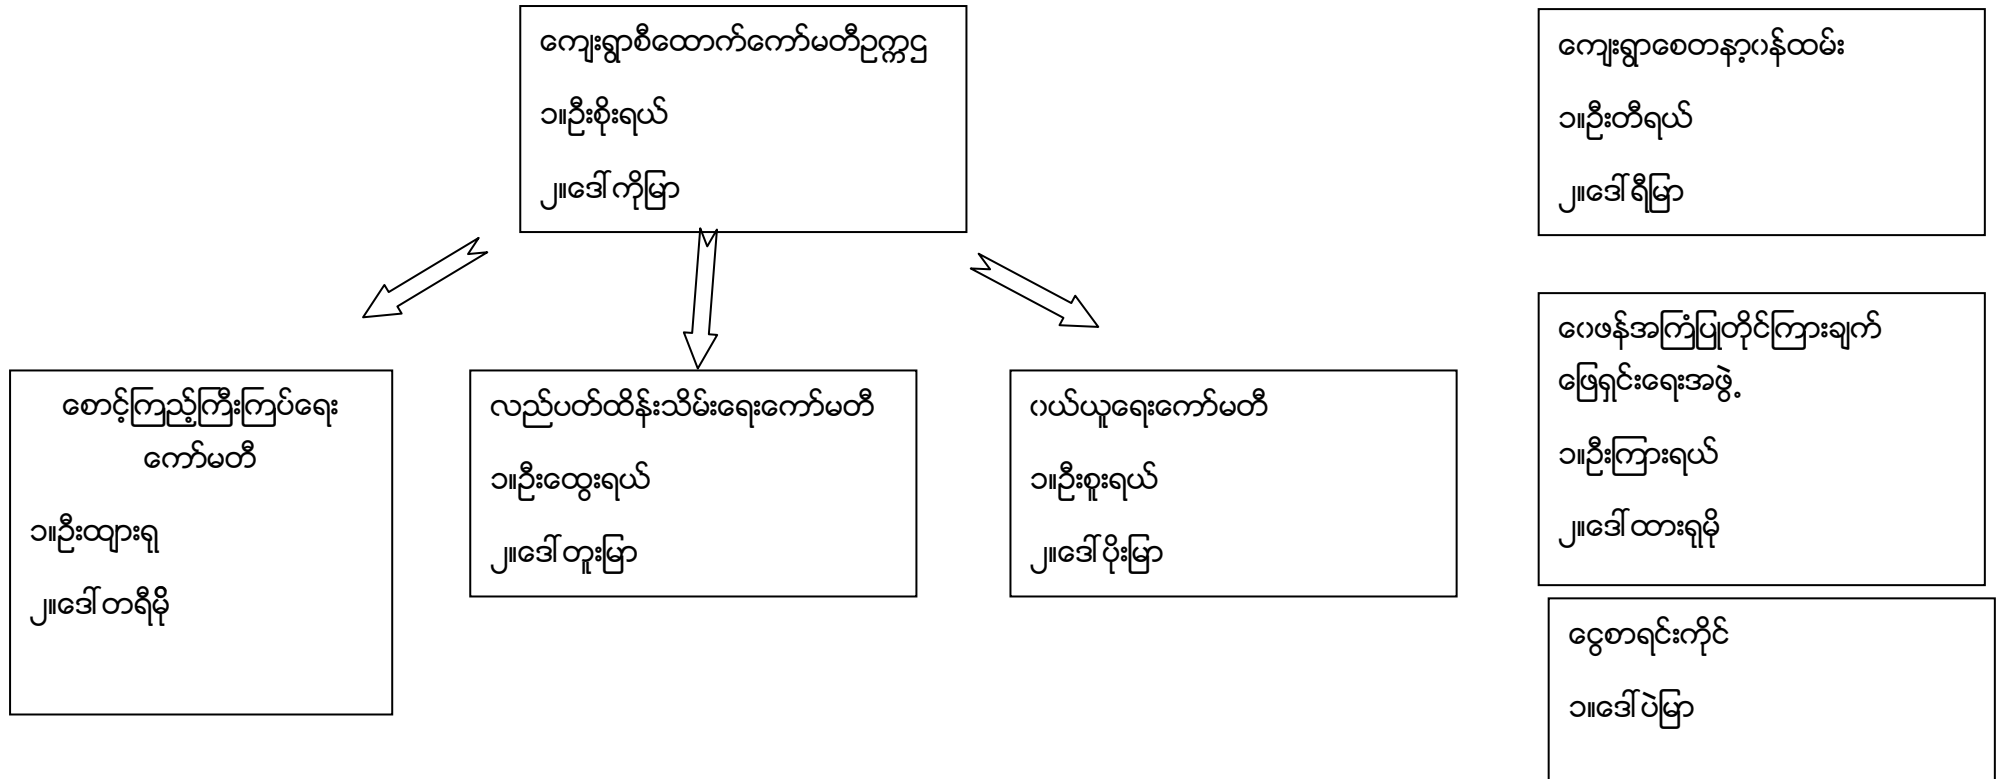 ကျေးရွာစီထောက်ကော်မတီဥက္ကဌ
၁။ဦးစိုးရယ်
၂။ဒေါ်ကိုမြာ
ကျေးရွာစေတနာ့၀န်ထမ်း
၁။ဦးတီရယ်
၂။ဒေါ်ရီမြာ
စောင့်ကြည့်ကြီးကြပ်ရေး
ကော်မတီ
၁။ဦးထျားရု
၂။ဒေါ်တရီမို
လည်ပတ်ထိန်းသိမ်းရေးကော်မတီ
၁။ဦးထွေးရယ်
၂။ဒေါ်တူးမြာ
၀ယ်ယူရေးကော်မတီ
၁။ဦးစူးရယ်
၂။ဒေါ်ပိုးမြာ
ဝေဖန်အကြံပြုတိုင်ကြားချက်
ဖြေရှင်းရေးအဖွဲ့
၁။ဦးကြားရယ်
၂။ဒေါ်ထားရုမို
ငွေစာရင်းကိုင်
၁။ဒေါ်ပဲမြာ